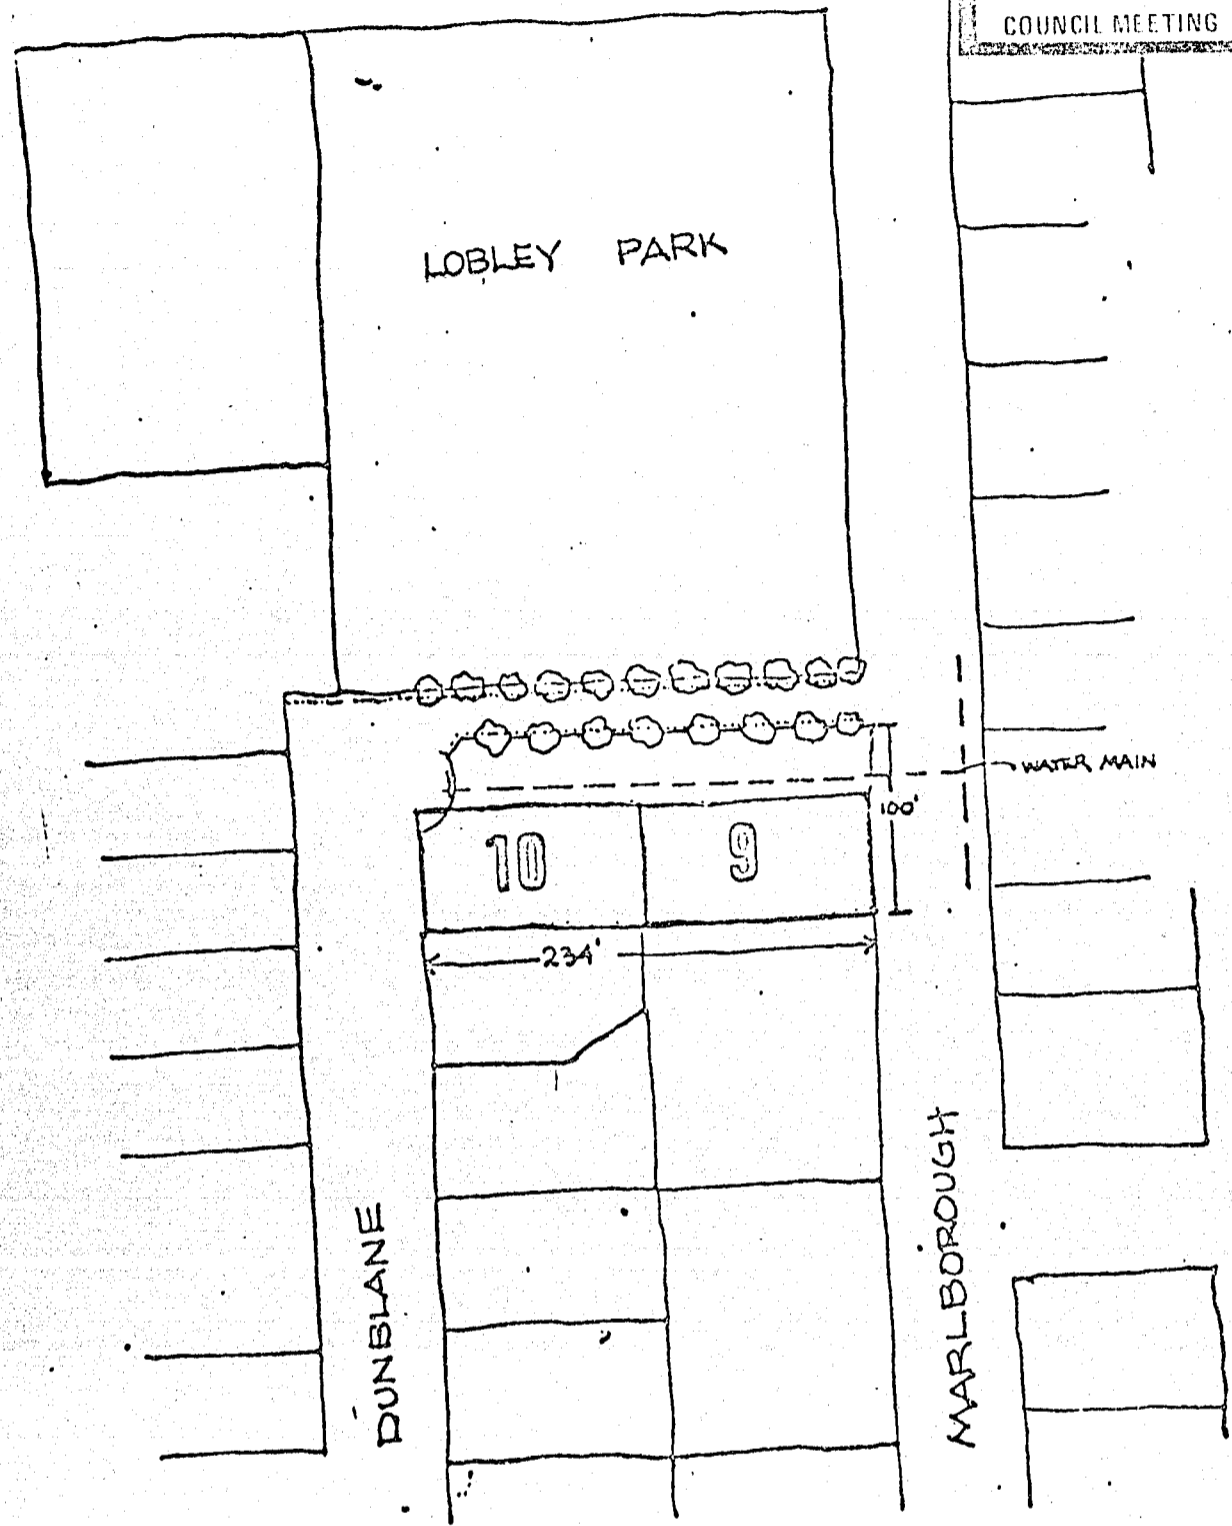 COUNCIL MEETING
LOBLEY PARK
WATER MAIN
100'
10
9
234'
DUNBLANE
MARLBOROUGH